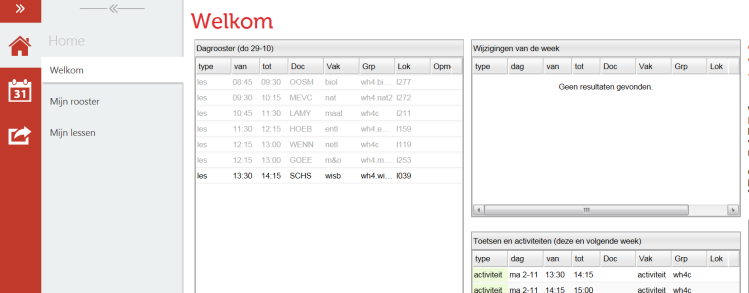 Welkom
Home
Welkom
31
Mijn rooster
Mijn lessen
Dagrooster (do 29-10)
type van tot Doc Vak Grp Lok Opm
les 08:45 09:30 OOSM biol wh4.bi... l277
les 09:30 10:15 MEVC nat wh4.nat2 l272
les 10:45 11:30 LAMY maat wh4c l211
les 11:30 12:15 HOEB entl wh4.e... l159
les 12:15 13:00 WENN netl wh4c l119
les 12:15 13:00 GOEE m&o wh4.m... l253
les 13:30 14:15 SCHS wisb wh4.wi... l039
Wijzigingen van de week
type dag van tot Doc Vak Grp Lok
Geen resultaten gevonden.
Toetsen en activiteiten (deze en volgende week)
type dag van tot Doc Vak Grp Lok
activiteit ma 2-11 13:30 14:15 activiteit wh4c
activiteit ma 2-11 14:15 15:00 activiteit wh4c